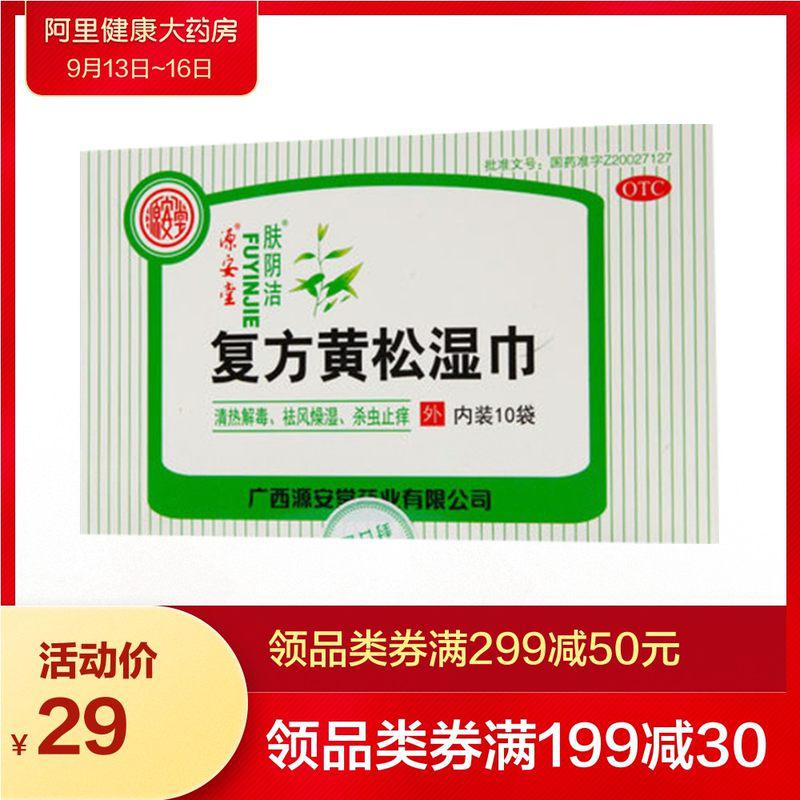 阿里健康大药房
9月13日~16日
批准文号：国药准字Z20027127
OTC
源安堂
源安堂®
FUYINJIE
肤阴洁®
复方黄松湿巾
清热解毒、祛风燥湿、杀虫止痒 外 内装10袋
广西源安堂药业有限公司
活动价
¥29
领品类券满299减50元
领品类券满199减30